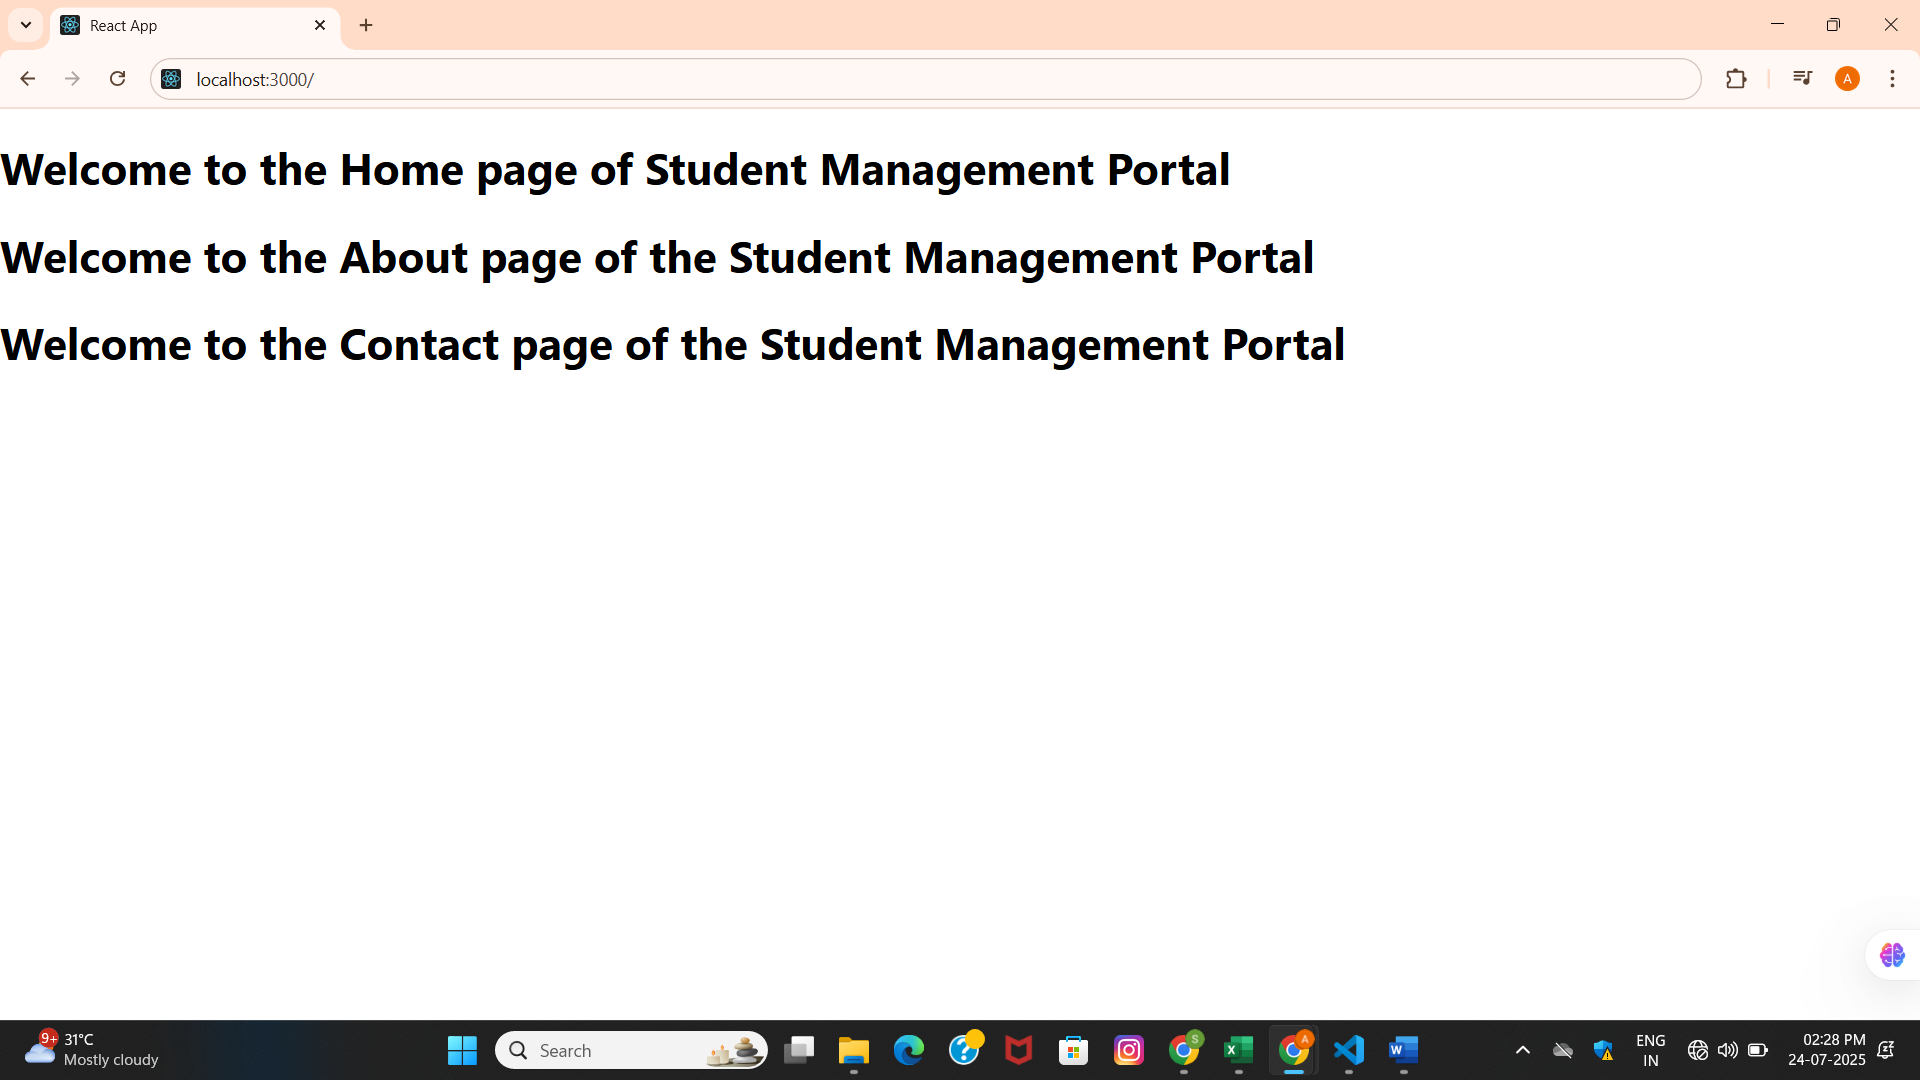 React App
localhost:3000/
A
Welcome to the Home page of Student Management Portal
Welcome to the About page of the Student Management Portal
Welcome to the Contact page of the Student Management Portal
9+
31°C
Mostly cloudy
Search
S
A
ENG
IN
02:28 PM
24-07-2025